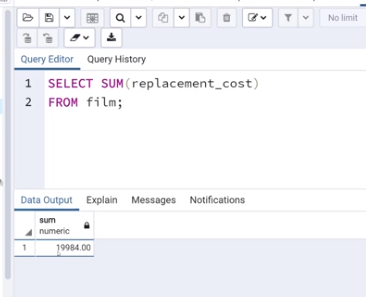 No limit
Query Editor Query History
1 SELECT SUM(replacement_cost)
2 FROM film;
Data Output Explain Messages Notifications
sum
numeric
1 19984.00